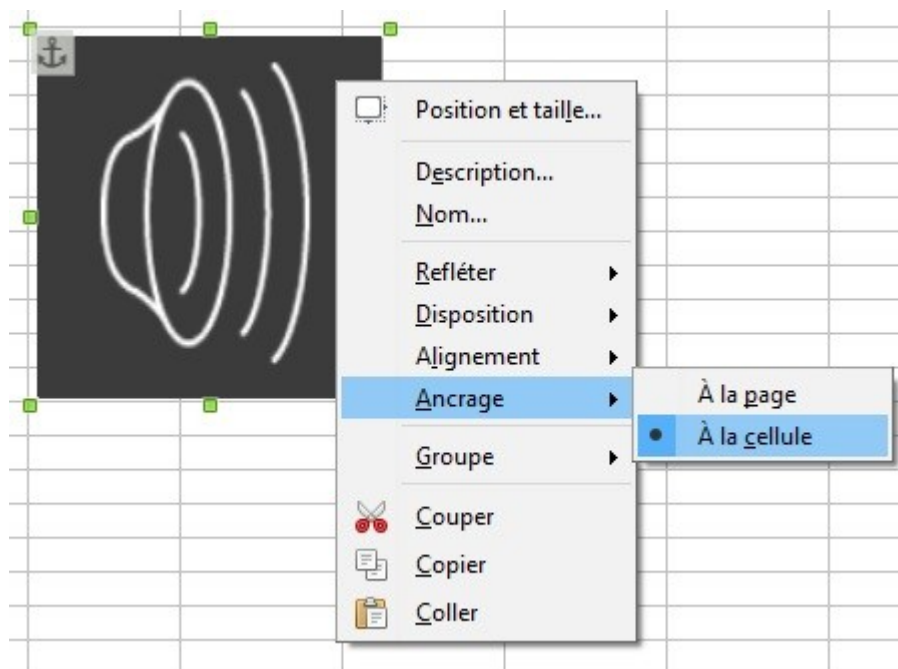 Position et taille...
Description...
Nom...
Refléter
Disposition
Alignement
Ancrage
À la page
À la cellule
Groupe
Couper
Copier
Coller